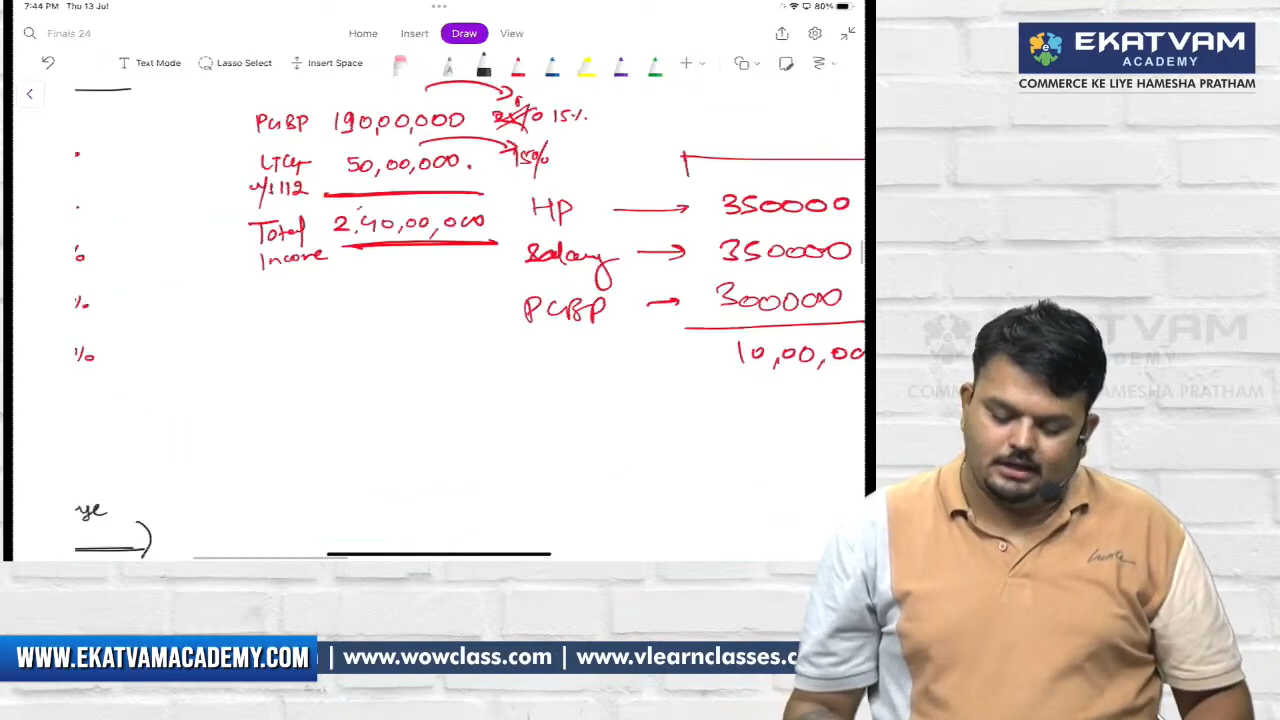 7:44 PM Thu 13 Jul
80%
Finals 24
Home Insert Draw View
Text Mode
Lasso Select
Insert Space
EKATVAM
ACADEMY
COMMERCE KE LIYE HAMESHA PRATHAM
PGBP 190,00,000 15%
LTCG 50,00,000. 15%
u/s 112
Total 2,40,00,000
Income
HP → 350000
Salary → 350000
PGBP → 300000
10,00,00
%
%
%
ye
WWW.EKATVAMACADEMY.COM
| www.wowclass.com | www.vlearnclasses.c